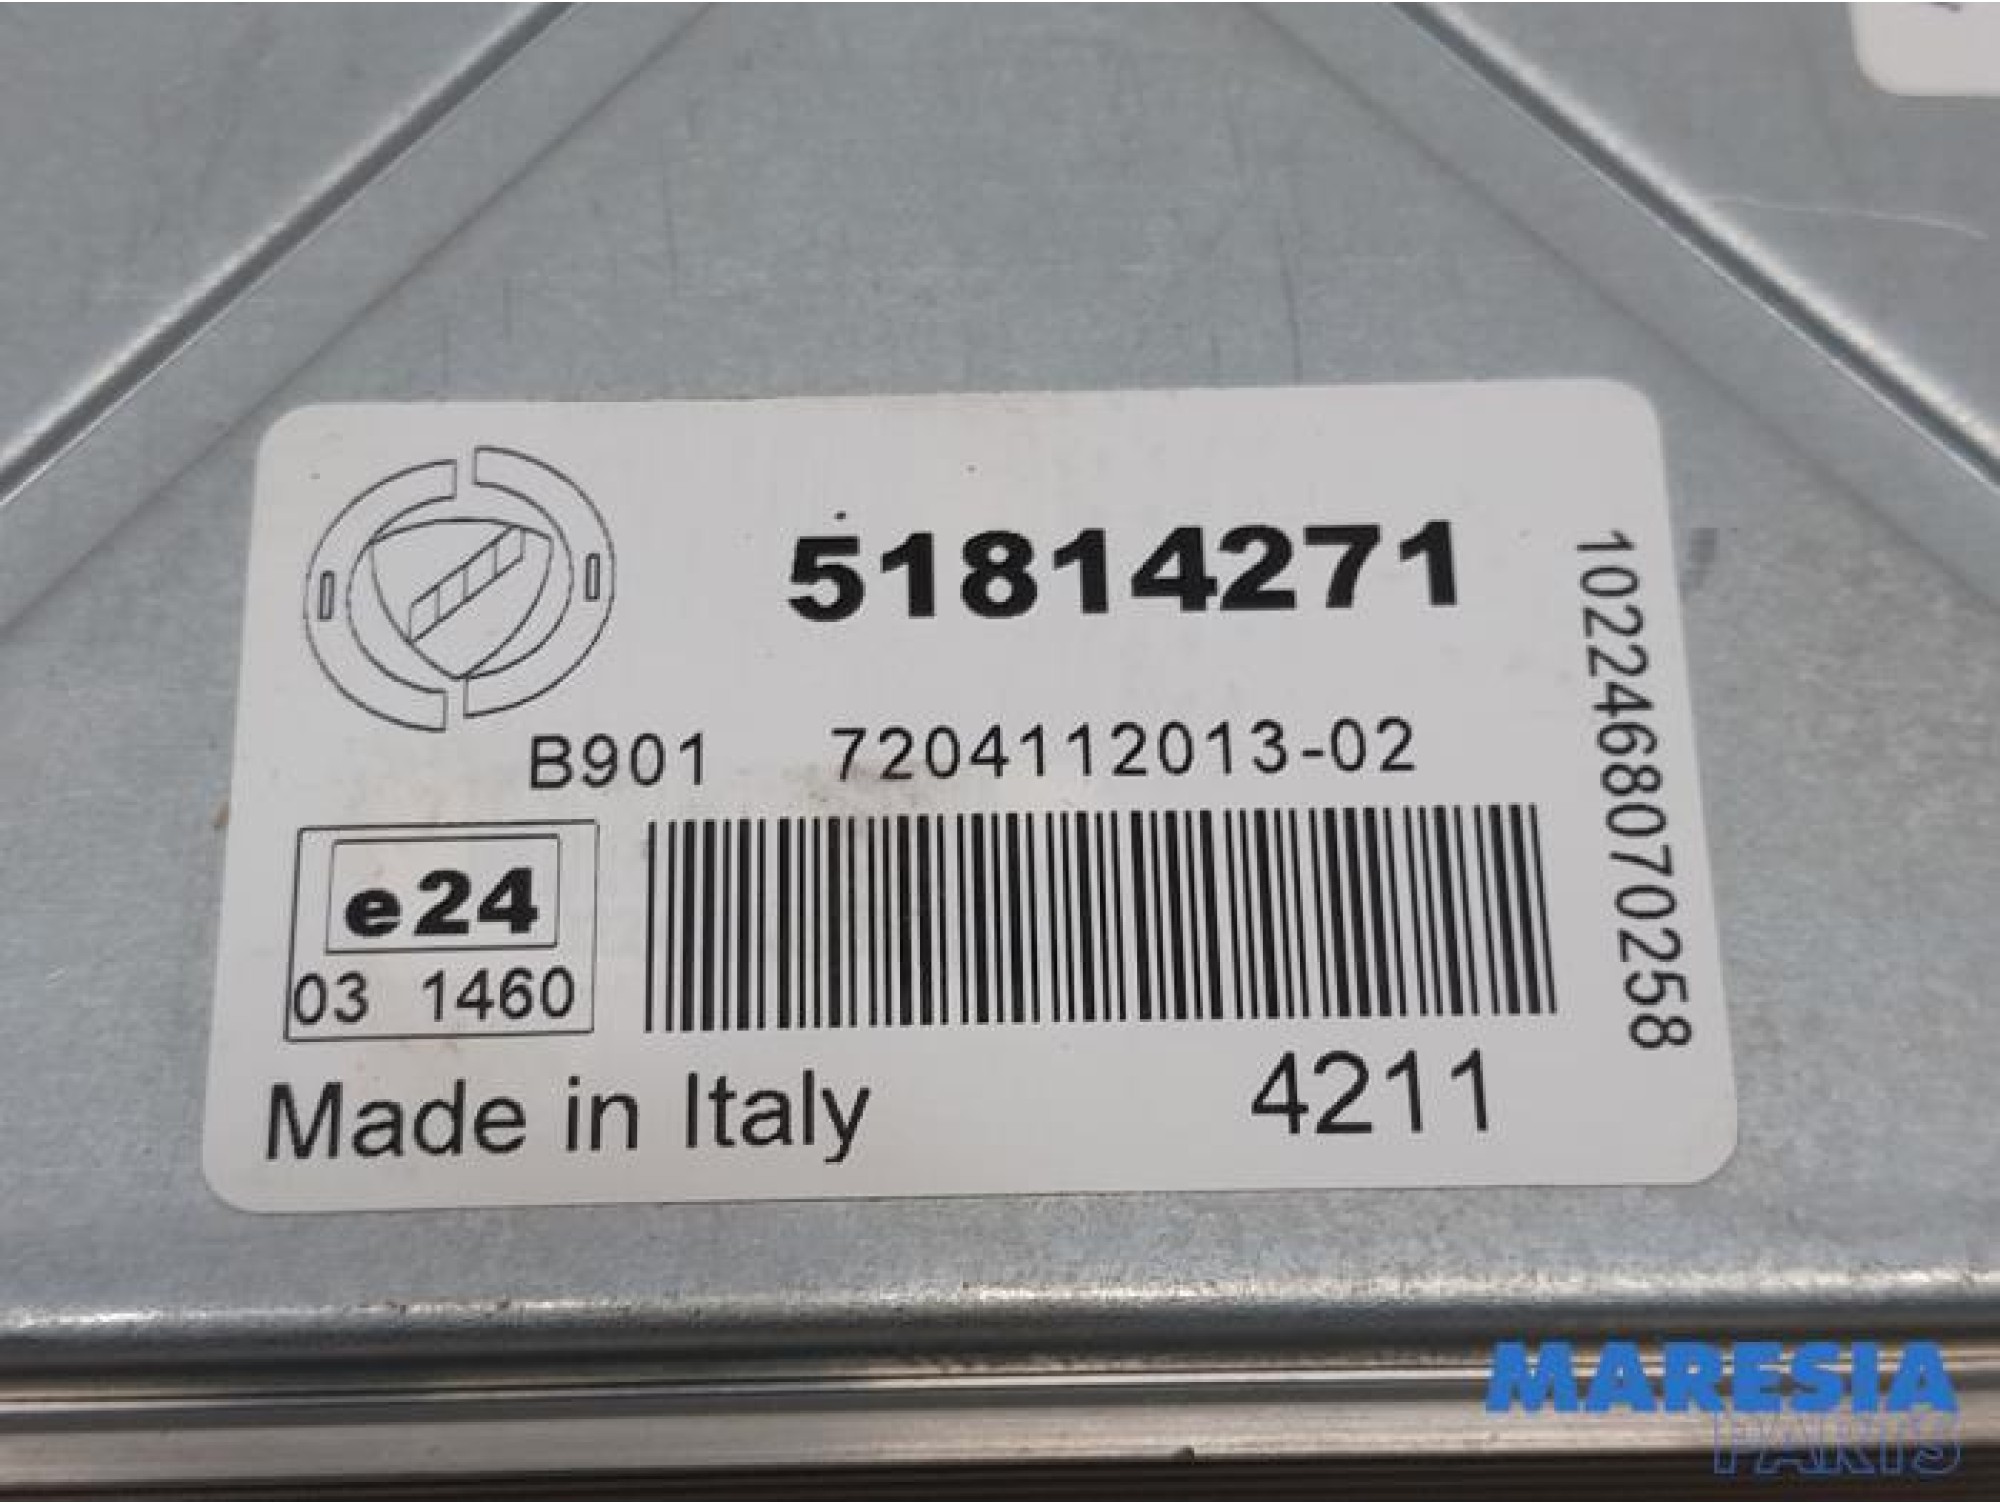 51814271
B901 7204112013-02
e24
03 1460
Made in Italy 4211
1022468070258
MARESIA
PARTS